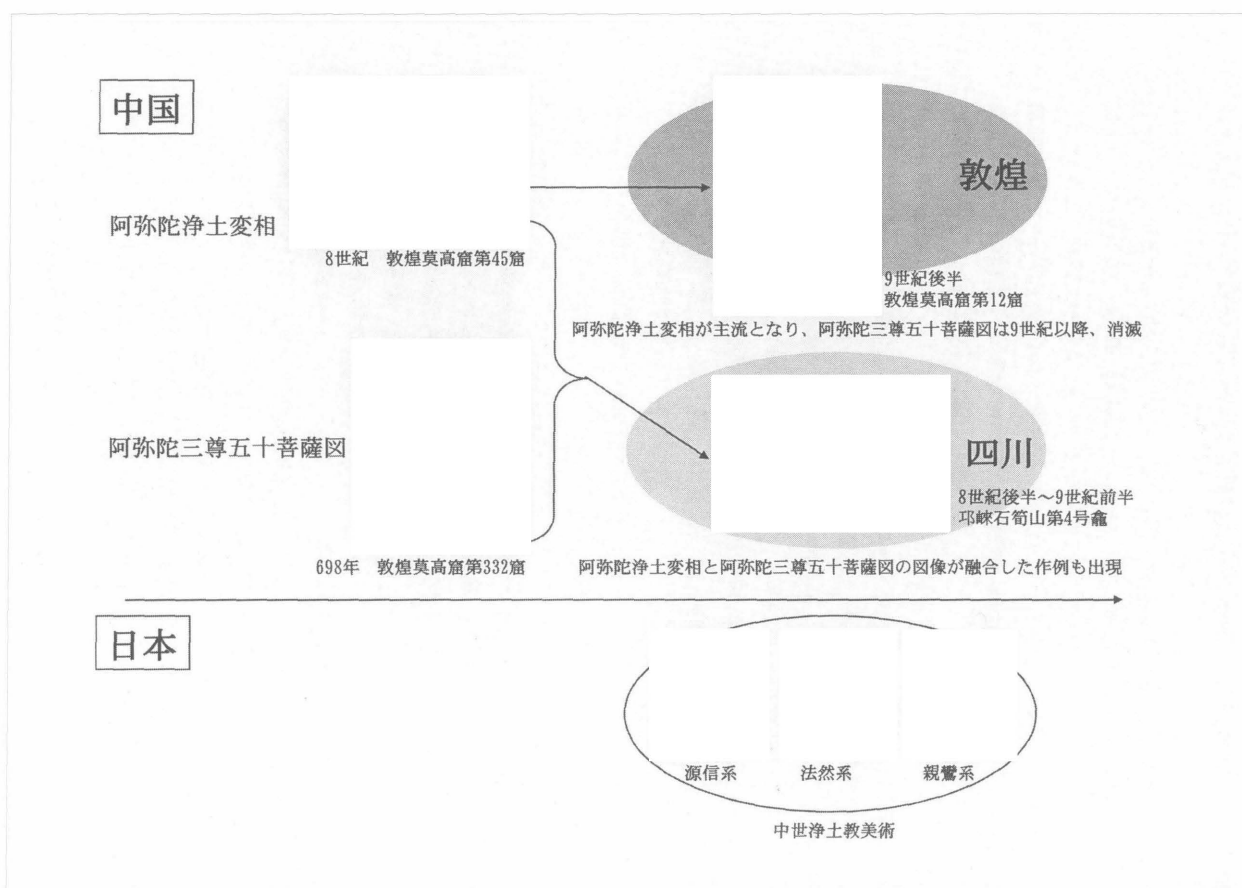 中国
敦煌
阿弥陀浄土変相
8世紀　敦煌莫高窟第45窟
9世紀後半
敦煌莫高窟第12窟
阿弥陀浄土変相が主流となり、阿弥陀三尊五十菩薩図は9世紀以降、消滅
阿弥陀三尊五十菩薩図
四川
8世紀後半～9世紀前半
邛崍石筍山第4号龕
698年　敦煌莫高窟第332窟
阿弥陀浄土変相と阿弥陀三尊五十菩薩図の図像が融合した作例も出現
日本
源信系
法然系
親鸞系
中世浄土教美術